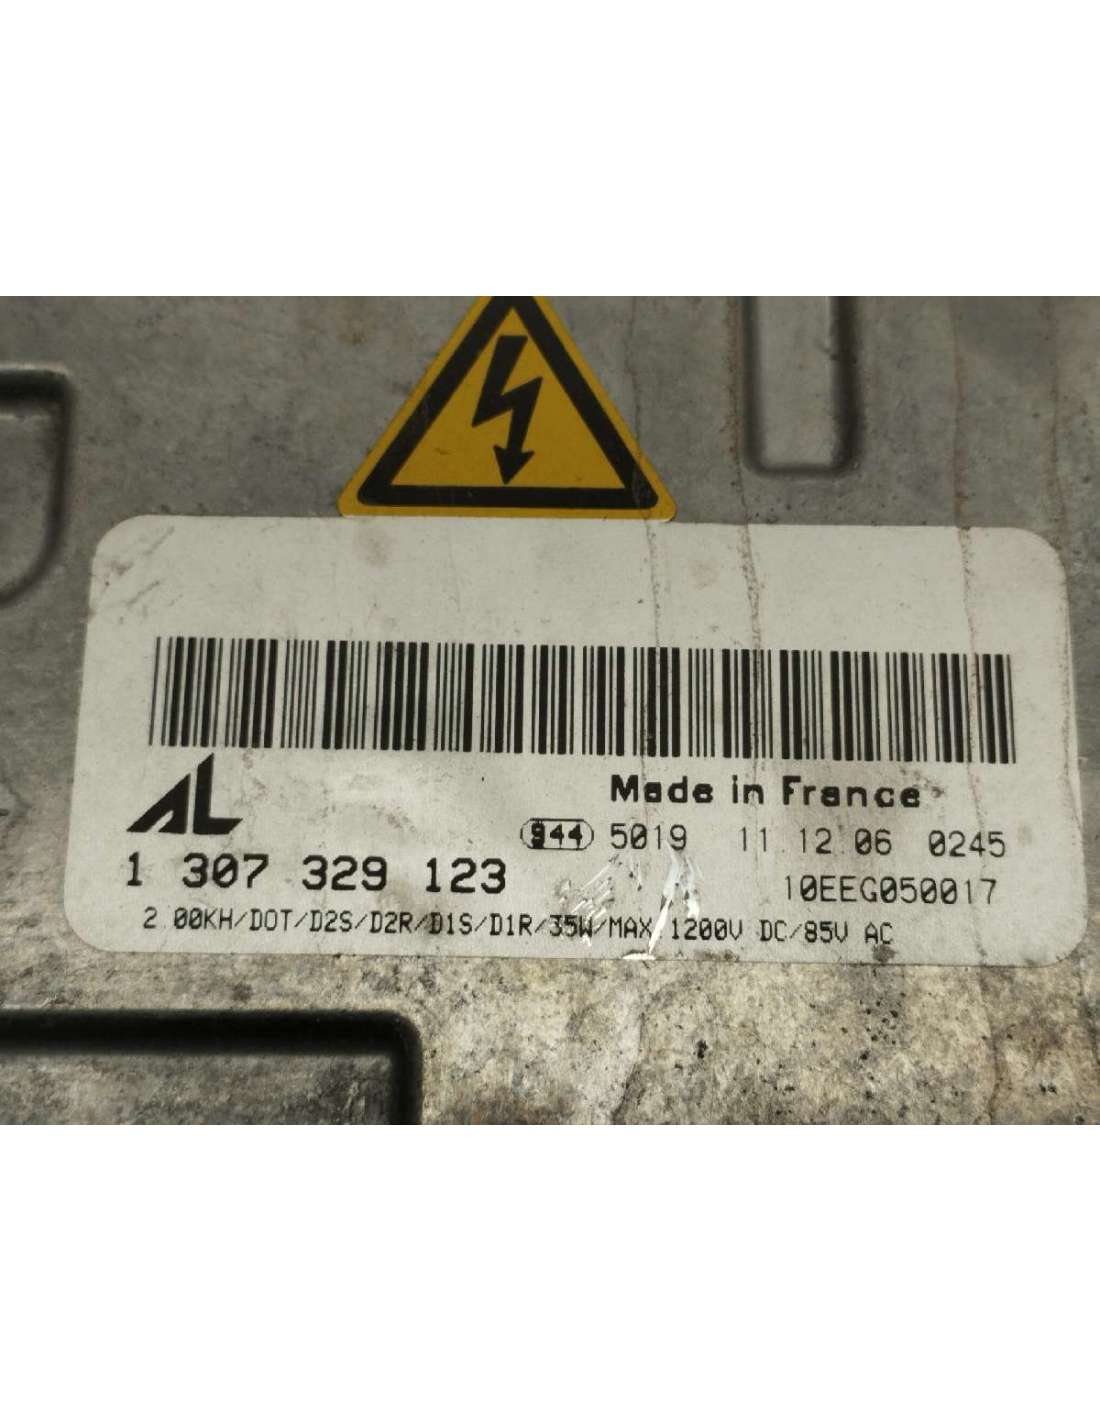 AL
Made in France
944 5019 11 12 06 0245
1 307 329 123
10EEG050017
2 00KH/DOT/D2S/D2R/D1S/D1R/35W/MAX 1200V DC/85V AC